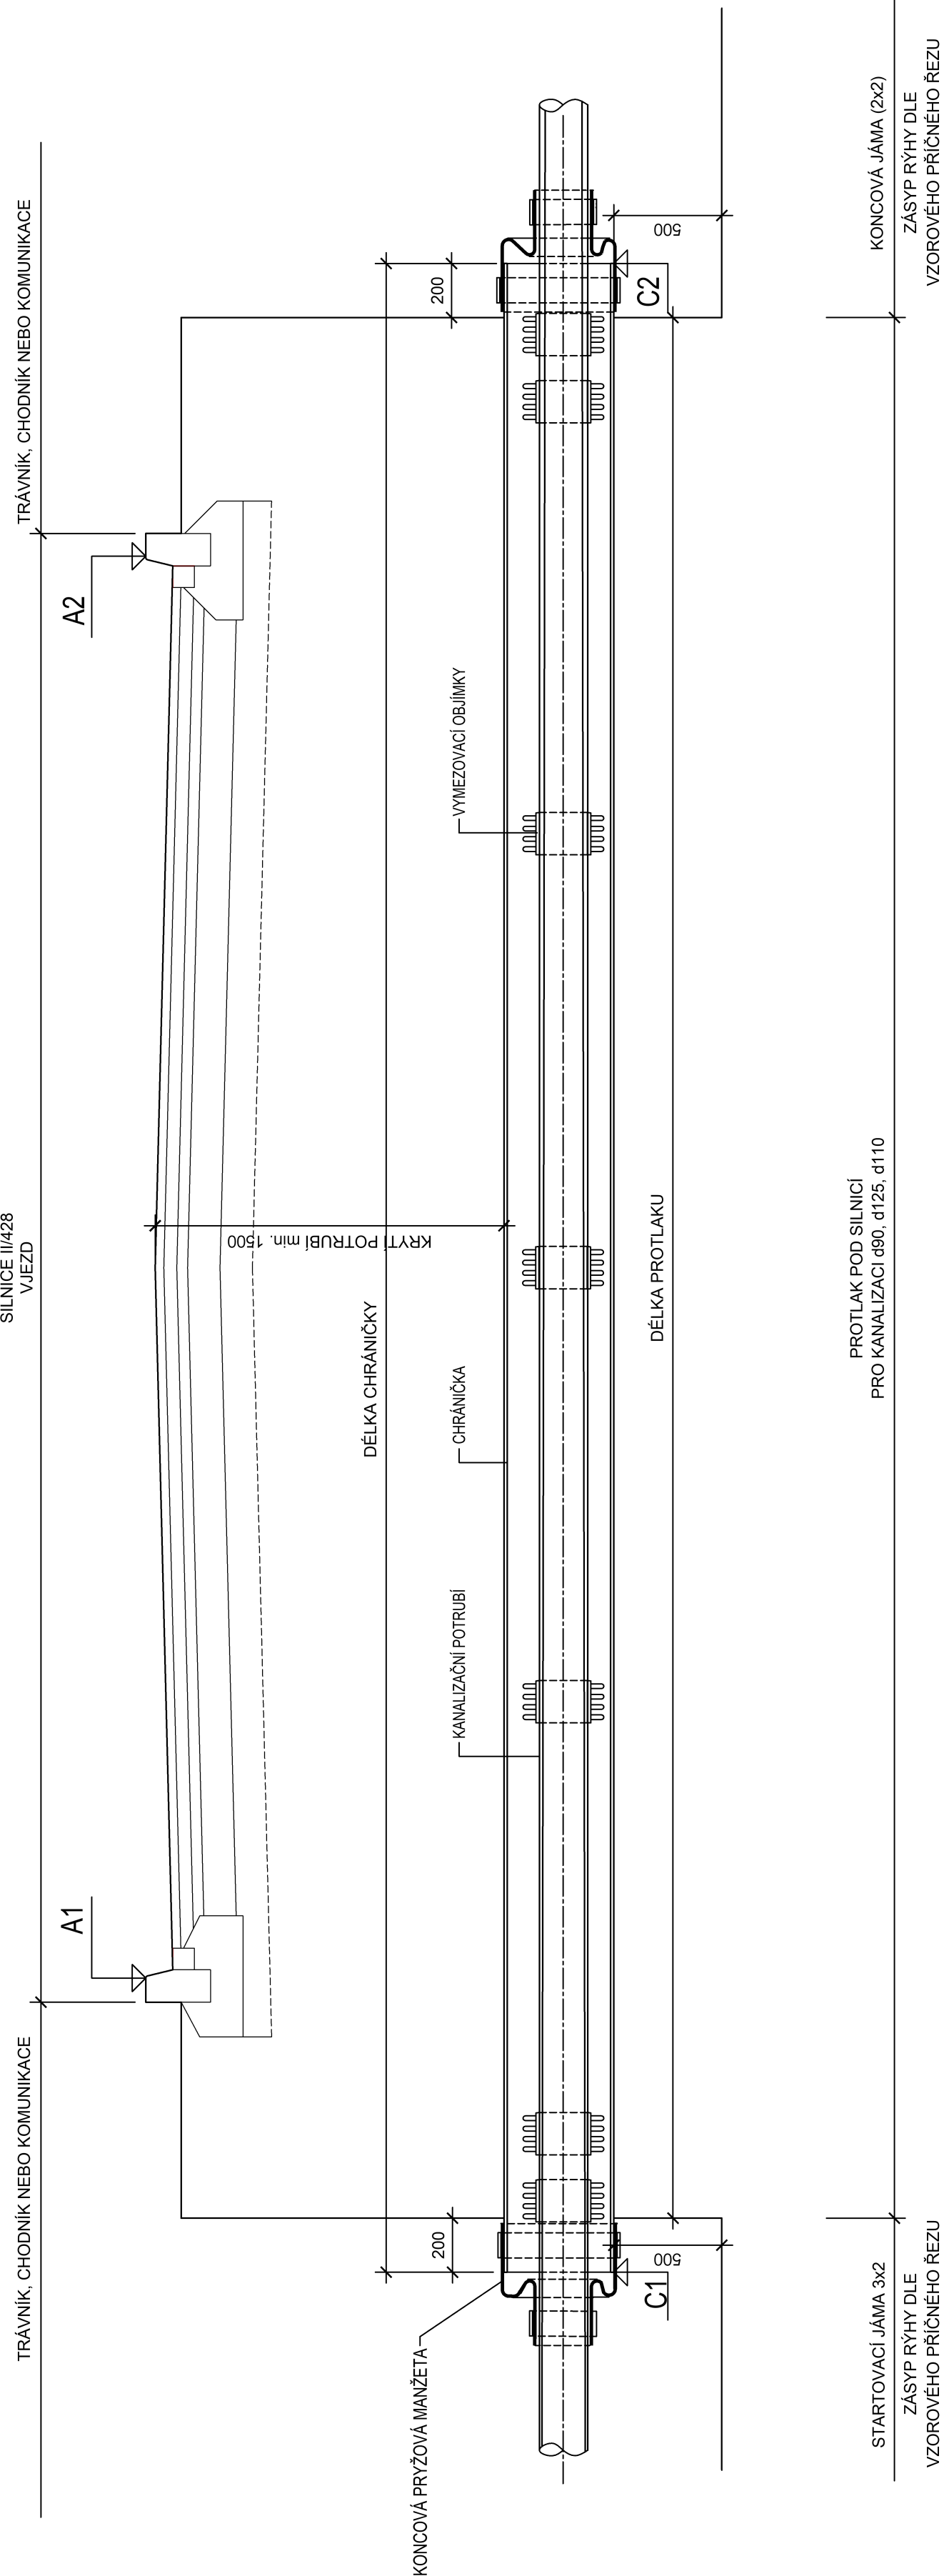 SILNICE II/428
VJEZD
TRÁVNÍK, CHODNÍK NEBO KOMUNIKACE
TRÁVNÍK, CHODNÍK NEBO KOMUNIKACE
A1
A2
KRYTÍ POTRUBÍ min. 1500
DÉLKA CHRÁNIČKY
KONCOVÁ PRYŽOVÁ MANŽETA
200
KANALIZAČNÍ POTRUBÍ
CHRÁNIČKA
VYMEZOVACÍ OBJÍMKY
200
C1
500
DÉLKA PROTLAKU
C2
500
STARTOVACÍ JÁMA 3x2
ZÁSYP RÝHY DLE
VZOROVÉHO PŘÍČNÉHO ŘEZU
PROTLAK POD SILNICÍ
PRO KANALIZACI d90, d125, d110
KONCOVÁ JÁMA (2x2)
ZÁSYP RÝHY DLE
VZOROVÉHO PŘÍČNÉHO ŘEZU